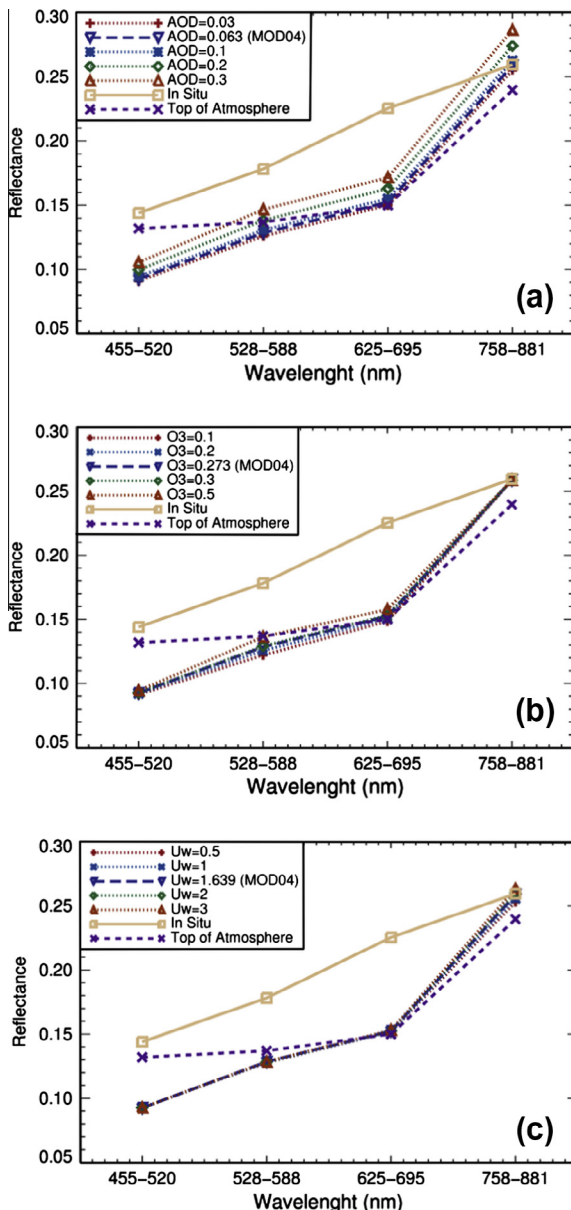 AOD=0.03
AOD=0.063 (MOD04)
AOD=0.1
AOD=0.2
AOD=0.3
In Situ
Top of Atmosphere
0.30
0.25
0.20
0.15
0.10
0.05
Reflectance
(a)
455–520
528–588
625–695
758–881
Wavelenght (nm)
O3=0.1
O3=0.2
O3=0.273 (MOD04)
O3=0.3
O3=0.5
In Situ
Top of Atmosphere
0.30
0.25
0.20
0.15
0.10
0.05
Reflectance
(b)
455–520
528–588
625–695
758–881
Wavelenght (nm)
Uw=0.5
Uw=1
Uw=1.639 (MOD04)
Uw=2
Uw=3
In Situ
Top of Atmosphere
0.30
0.25
0.20
0.15
0.10
0.05
Reflectance
(c)
455–520
528–588
625–695
758–881
Wavelenght (nm)